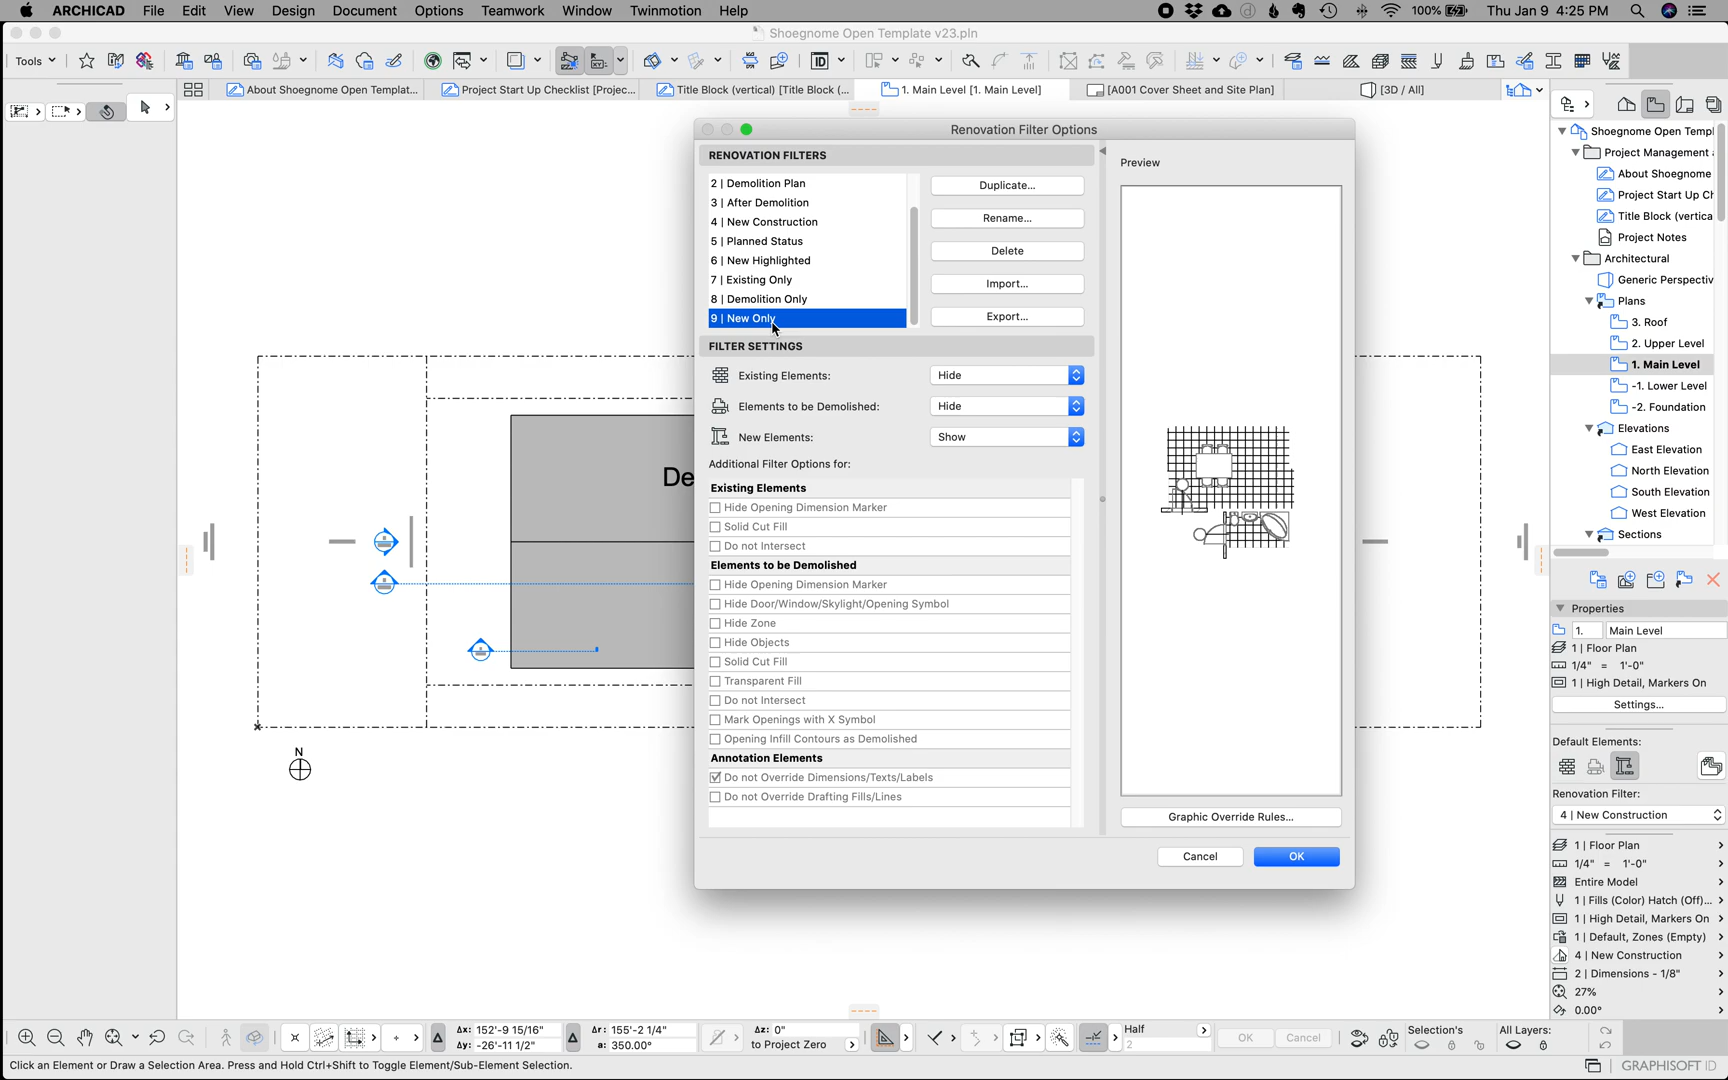 ARCHICAD File Edit View Design Document Options Teamwork Window Twinmotion Help 100% Thu Jan 9 4:25 PM
Shoegnome Open Template v23.pln
Tools
ID
About Shoegnome Open Templat... Project Start Up Checklist [Projec... Title Block (vertical) [Title Block (... 1. Main Level [1. Main Level] [A001 Cover Sheet and Site Plan] [3D / All]
Renovation Filter Options
RENOVATION FILTERS
2 | Demolition Plan
3 | After Demolition
4 | New Construction
5 | Planned Status
6 | New Highlighted
7 | Existing Only
8 | Demolition Only
9 | New Only
Duplicate...
Rename...
Delete
Import...
Export...
FILTER SETTINGS
Existing Elements: Hide
Elements to be Demolished: Hide
New Elements: Show
Additional Filter Options for:
Existing Elements
Hide Opening Dimension Marker
Solid Cut Fill
Do not Intersect
Elements to be Demolished
Hide Opening Dimension Marker
Hide Door/Window/Skylight/Opening Symbol
Hide Zone
Hide Objects
Solid Cut Fill
Transparent Fill
Do not Intersect
Mark Openings with X Symbol
Opening Infill Contours as Demolished
Annotation Elements
Do not Override Dimensions/Texts/Labels
Do not Override Drafting Fills/Lines
Preview
Graphic Override Rules...
Cancel OK
De
N
Shoegnome Open Templ
Project Management
About Shoegnome
Project Start Up Ch
Title Block (vertica
Project Notes
Architectural
Generic Perspectiv
Plans
3. Roof
2. Upper Level
1. Main Level
-1. Lower Level
-2. Foundation
Elevations
East Elevation
North Elevation
South Elevation
West Elevation
Sections
Properties
1. Main Level
1 | Floor Plan
1/4" = 1'-0"
1 | High Detail, Markers On
Settings...
Default Elements:
Renovation Filter:
4 | New Construction
1 | Floor Plan
1/4" = 1'-0"
Entire Model
1 | Fills (Color) Hatch (Off)...
1 | High Detail, Markers On
1 | Default, Zones (Empty)
4 | New Construction
2 | Dimensions - 1/8"
27%
0.00°
Δx: 152'-9 15/16" Δr: 155'-2 1/4" Δz: 0" Half Selection's All Layers:
Δy: -26'-11 1/2" a: 350.00° to Project Zero 2 OK Cancel
Click an Element or Draw a Selection Area. Press and Hold Ctrl+Shift to Toggle Element/Sub-Element Selection. GRAPHISOFT ID